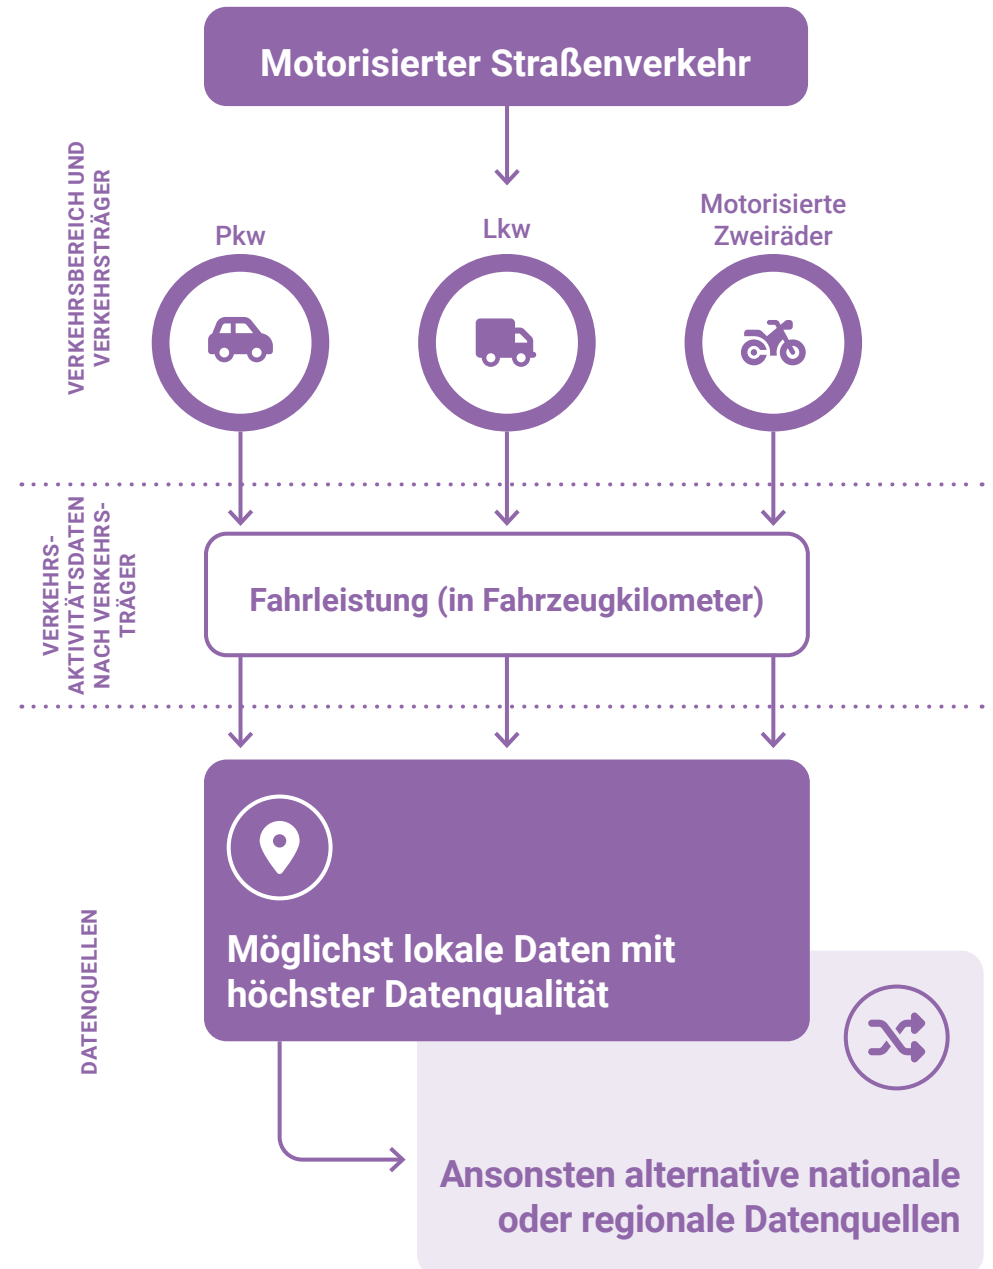 Motorisierter Straßenverkehr
VERKEHRSBEREICH UND
VERKEHRSTRÄGER
Pkw
Lkw
Motorisierte
Zweiräder
VERKEHRS-
AKTIVITÄTSDATEN
NACH VERKEHRS-
TRÄGER
Fahrleistung (in Fahrzeugkilometer)
DATENQUELLEN
Möglichst lokale Daten mit
höchster Datenqualität
Ansonsten alternative nationale
oder regionale Datenquellen